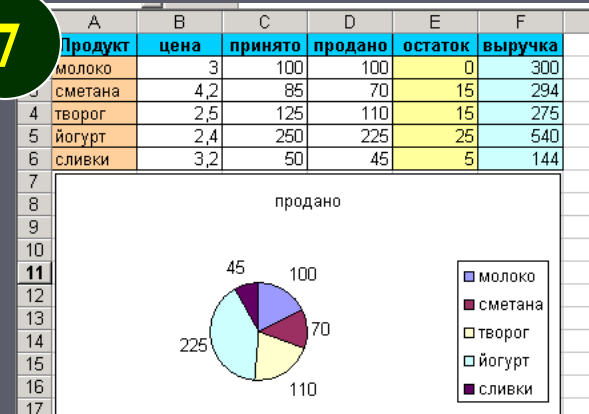 7
A B C D E F
Продукт цена принято продано остаток выручка
молоко 3 100 100 0 300
3 сметана 4,2 85 70 15 294
4 творог 2,5 125 110 15 275
5 йогурт 2,4 250 225 25 540
6 сливки 3,2 50 45 5 144
7
8 продано
9
10
11 45 100 молоко
12 сметана
13 70 творог
14 225 йогурт
15
16 110 сливки
17